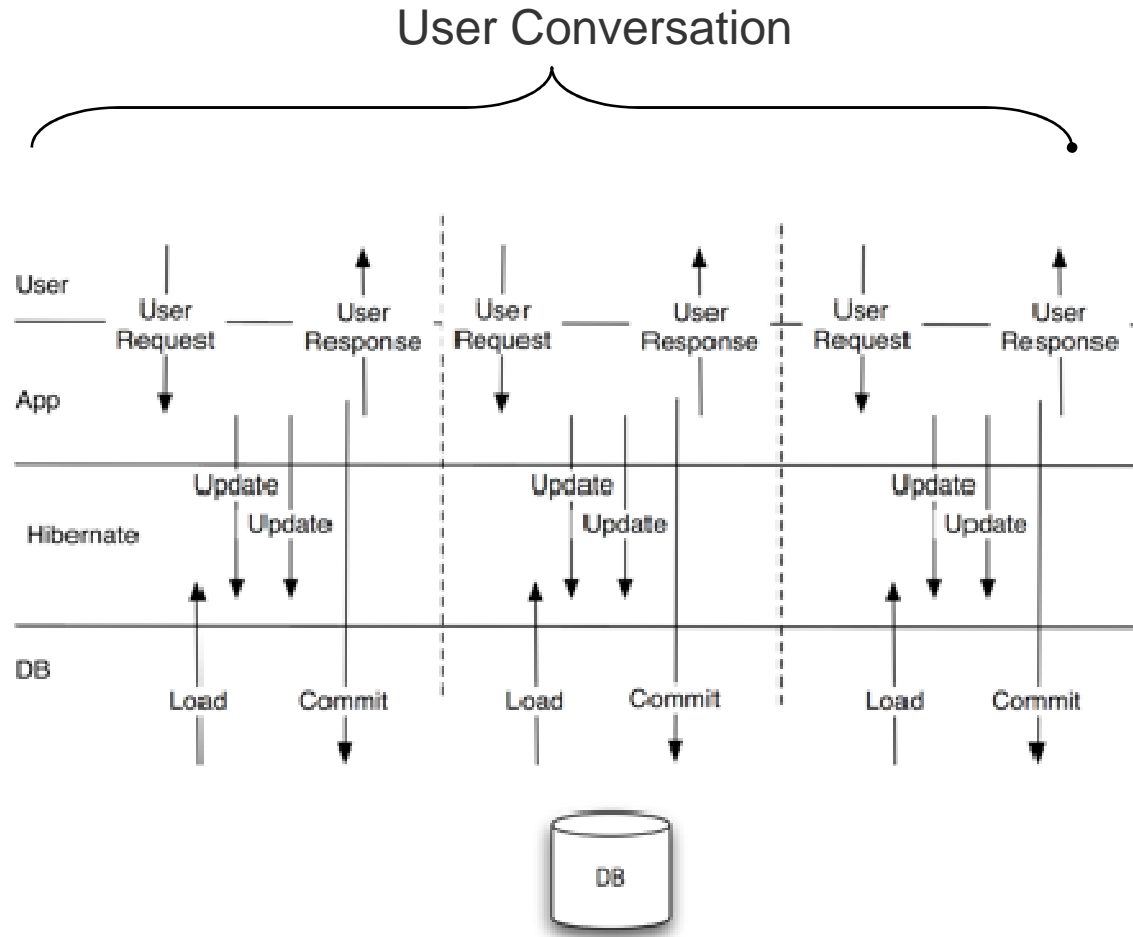 User Conversation
User
User
Request
User
Response
User
Request
User
Response
User
Request
User
Response
App
Update
Update
Update
Update
Update
Update
Hibernate
DB
Load
Commit
Load
Commit
Load
Commit
DB